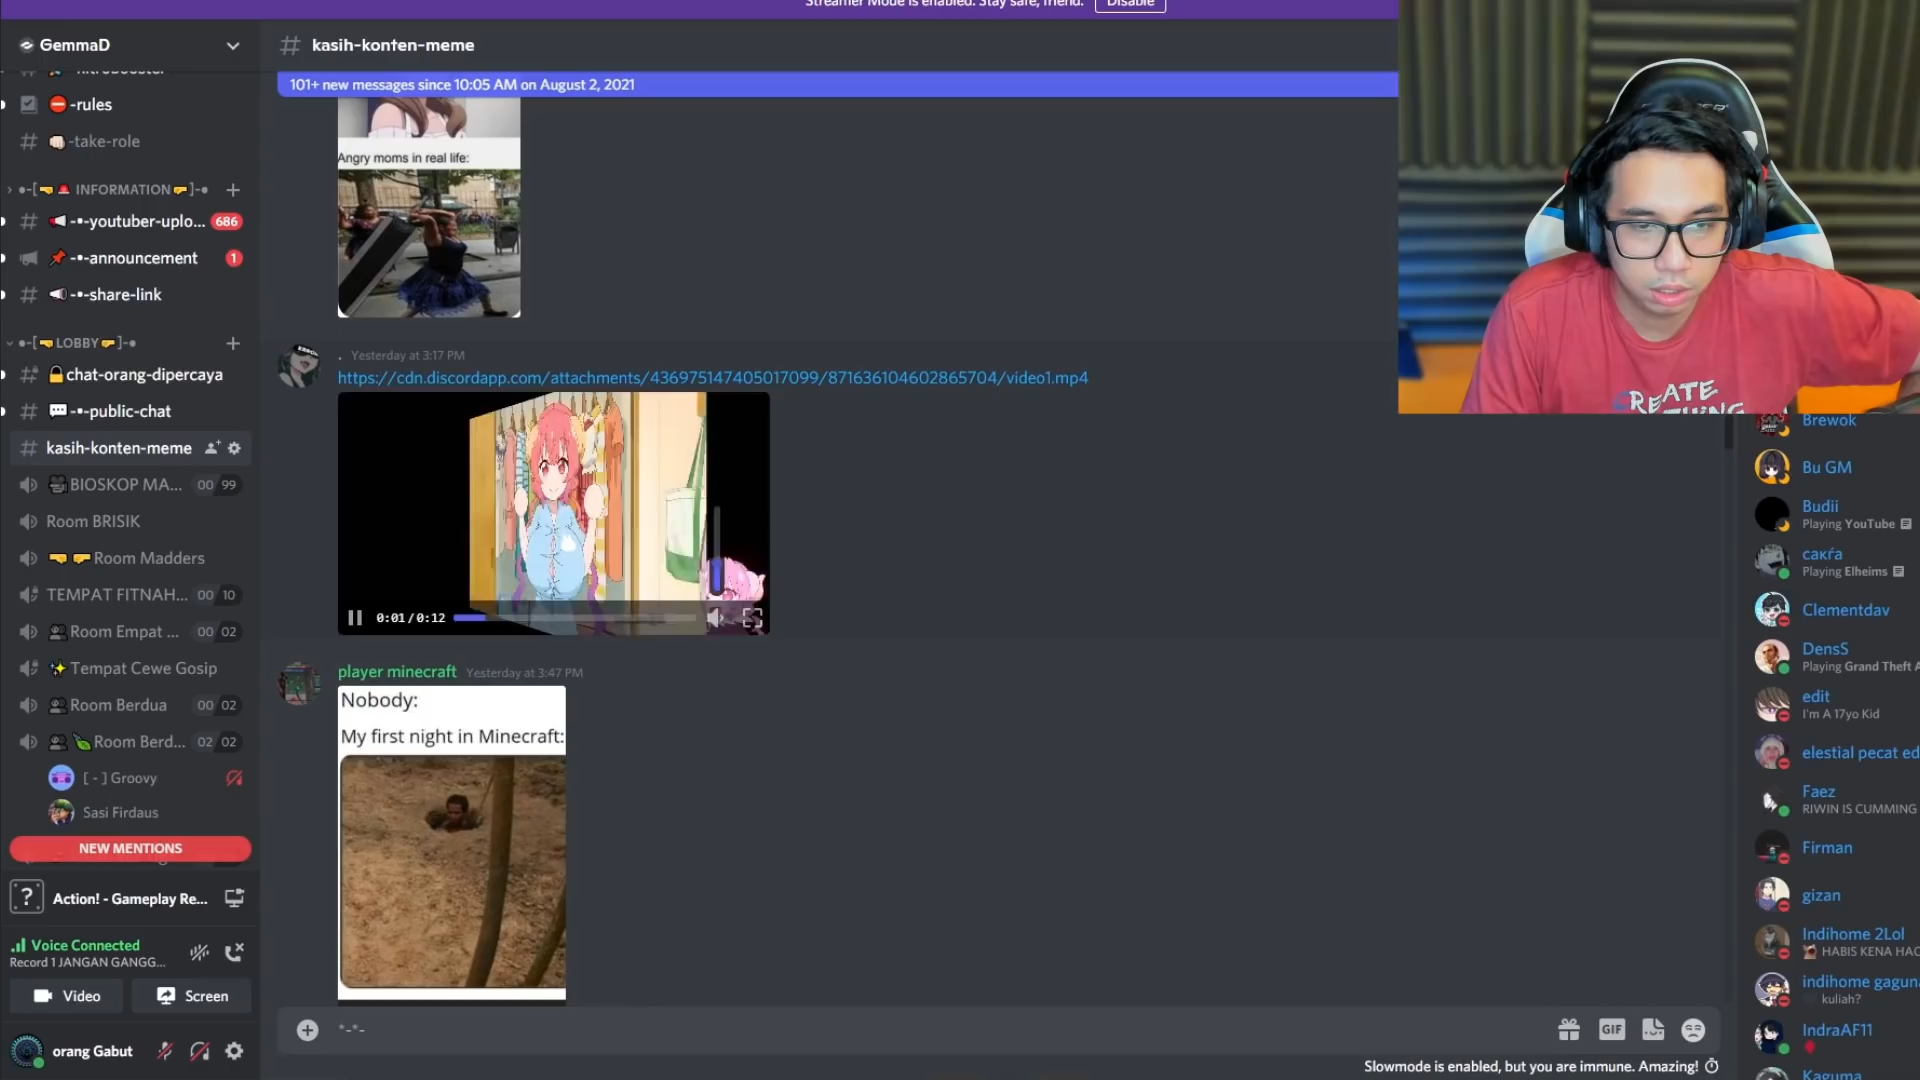 Streamer Mode is enabled. Stay safe, friend.
Disable
GemmaD
kasih-konten-meme
101+ new messages since 10:05 AM on August 2, 2021
-rules
-take-role
•-[ INFORMATION ]-•
-•-youtuber-uplo...
686
-•-announcement
1
-•-share-link
•-[ LOBBY ]-•
chat-orang-dipercaya
-•-public-chat
kasih-konten-meme
BIOSKOP MA...
00 99
Room BRISIK
Room Madders
TEMPAT FITNAH...
00 10
Room Empat ...
00 02
Tempat Cewe Gosip
Room Berdua
00 02
Room Berd...
02 02
[ - ] Groovy
Sasi Firdaus
NEW MENTIONS
Action! - Gameplay Re...
Voice Connected
Record 1 JANGAN GANGG...
Video
Screen
orang Gabut
Angry moms in real life:
. Yesterday at 3:17 PM
https://cdn.discordapp.com/attachments/436975147405017099/871636104602865704/video1.mp4
0:01/0:12
player minecraft Yesterday at 3:47 PM
Nobody:
My first night in Minecraft:
*-*-
GIF
Slowmode is enabled, but you are immune. Amazing!
CREATE
Brewok
Bu GM
Budii
Playing YouTube
Playing Elheims
Clementdav
DensS
Playing Grand Theft A
edit
I'm A 17yo Kid
elestial pecat ed
Faez
RIWIN IS CUMMING
Firman
gizan
Indihome 2Lol
HABIS KENA HAC
indihome gaguna
kuliah?
IndraAF11
Kaguma